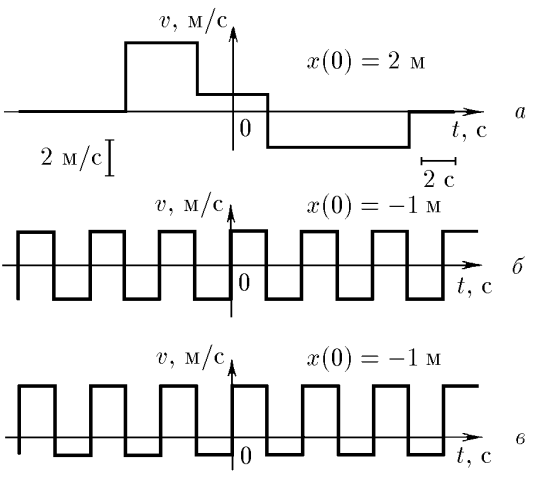 v, м/с
x(0) = 2 м
0
t, с
а
2 м/с
2 с
v, м/с
x(0) = −1 м
0
t, с
б
v, м/с
x(0) = −1 м
0
t, с
в